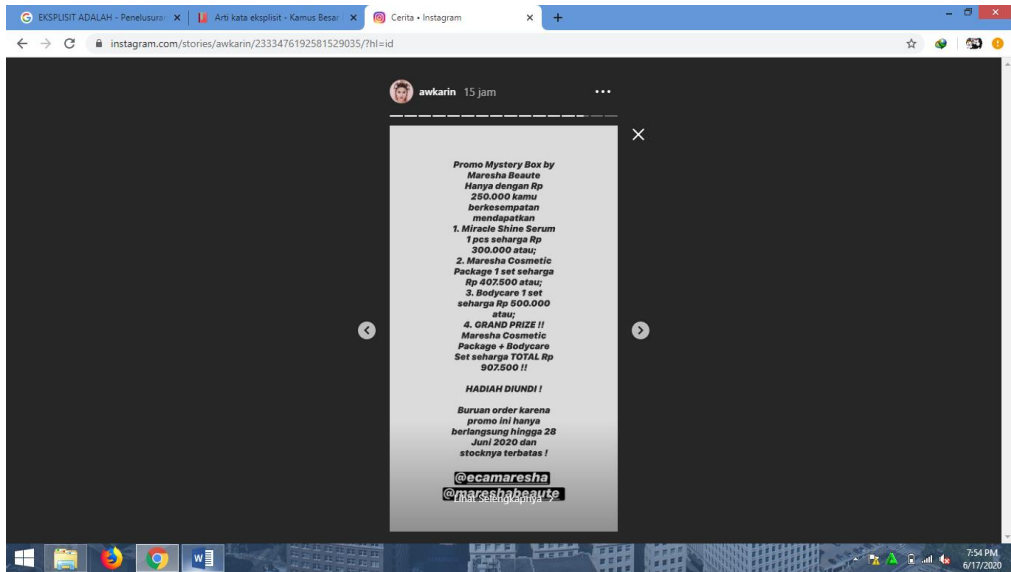 EKSPLISIT ADALAH - Penelusuran
Arti kata eksplisit - Kamus Besar
Cerita • Instagram
instagram.com/stories/awkarin/2333476192581529035/?hl=id
awkarin 15 jam
Promo Mystery Box by
Maresha Beaute
Hanya dengan Rp
250.000 kamu
berkesempatan
mendapatkan
1. Miracle Shine Serum
1 pcs seharga Rp
300.000 atau;
2. Maresha Cosmetic
Package 1 set seharga
Rp 407.500 atau;
3. Bodycare 1 set
seharga Rp 500.000
atau;
4. GRAND PRIZE !!
Maresha Cosmetic
Package + Bodycare
Set seharga TOTAL Rp
907.500 !!
HADIAH DIUNDI !
Buruan order karena
promo ini hanya
berlangsung hingga 28
Juni 2020 dan
stocknya terbatas !
@ecamaresha
@mareshabeaute
Lihat Selengkapnya
7:54 PM
6/17/2020